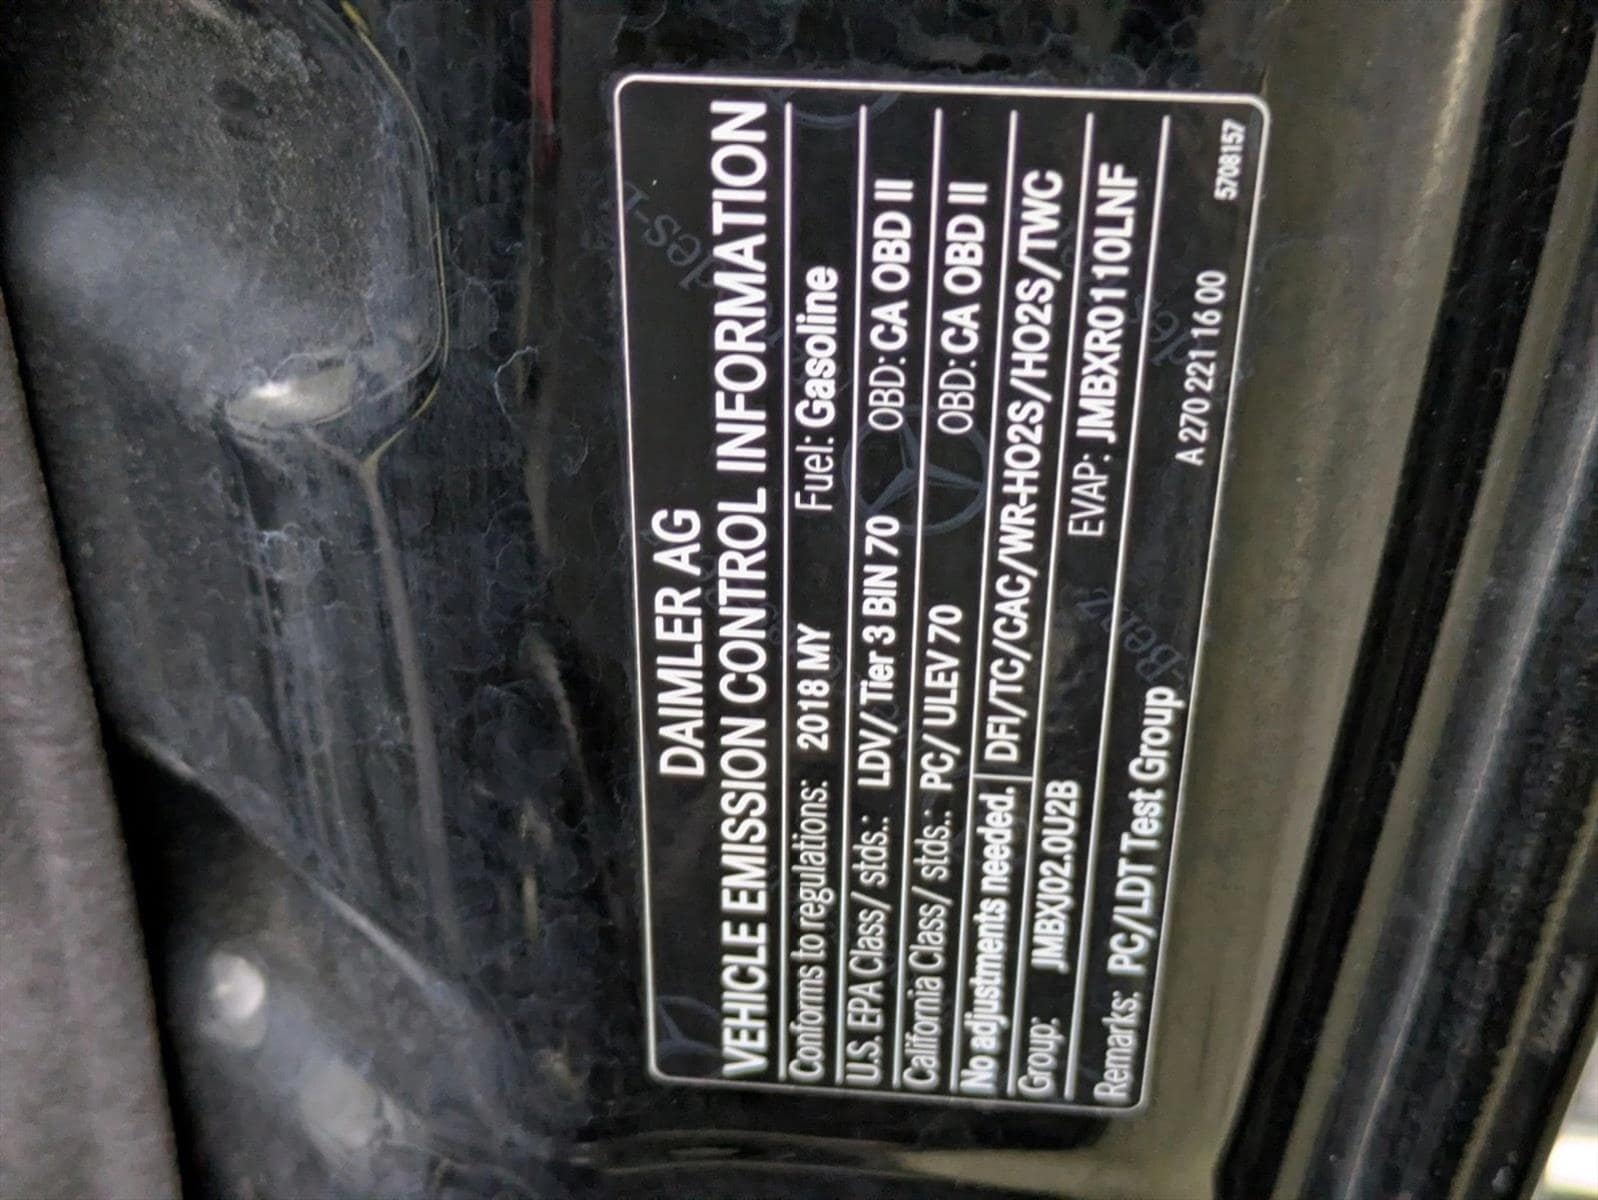 DAIMLER AG
VEHICLE EMISSION CONTROL INFORMATION
Conforms to regulations: 2018 MY Fuel: Gasoline
U.S. EPA Class/ stds.: LDV/ Tier 3 BIN 70 OBD: CA OBD II
California Class/ stds.: PC/ ULEV 70 OBD: CA OBD II
No adjustments needed. DFI/TC/CAC/WR-HO2S/HO2S/TWC
Group: JMBXJ02.0U2B EVAP: JMBXR0110LNF
Remarks: PC/LDT Test Group
A 270 221 16 00
5708157